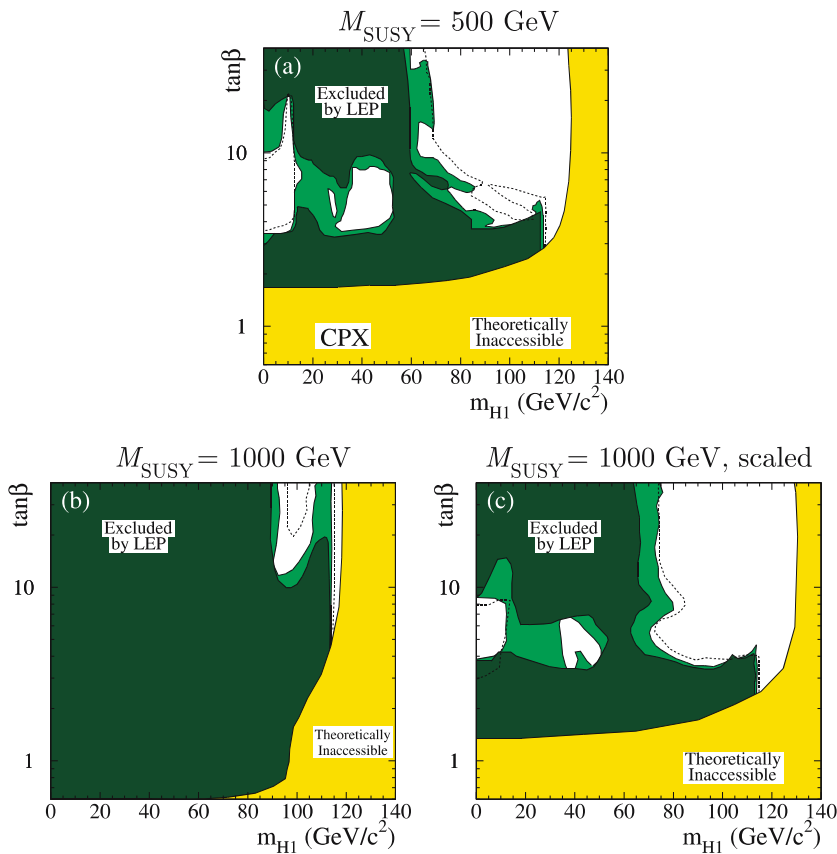 M_SUSY = 500 GeV
(a)
tanβ
Excluded
by LEP
10
1
CPX
Theoretically
Inaccessible
0 20 40 60 80 100 120 140
m_H1 (GeV/c²)
M_SUSY = 1000 GeV
(b)
tanβ
Excluded
by LEP
10
1
Theoretically
Inaccessible
0 20 40 60 80 100 120 140
m_H1 (GeV/c²)
M_SUSY = 1000 GeV, scaled
(c)
tanβ
Excluded
by LEP
10
1
Theoretically
Inaccessible
0 20 40 60 80 100 120 140
m_H1 (GeV/c²)